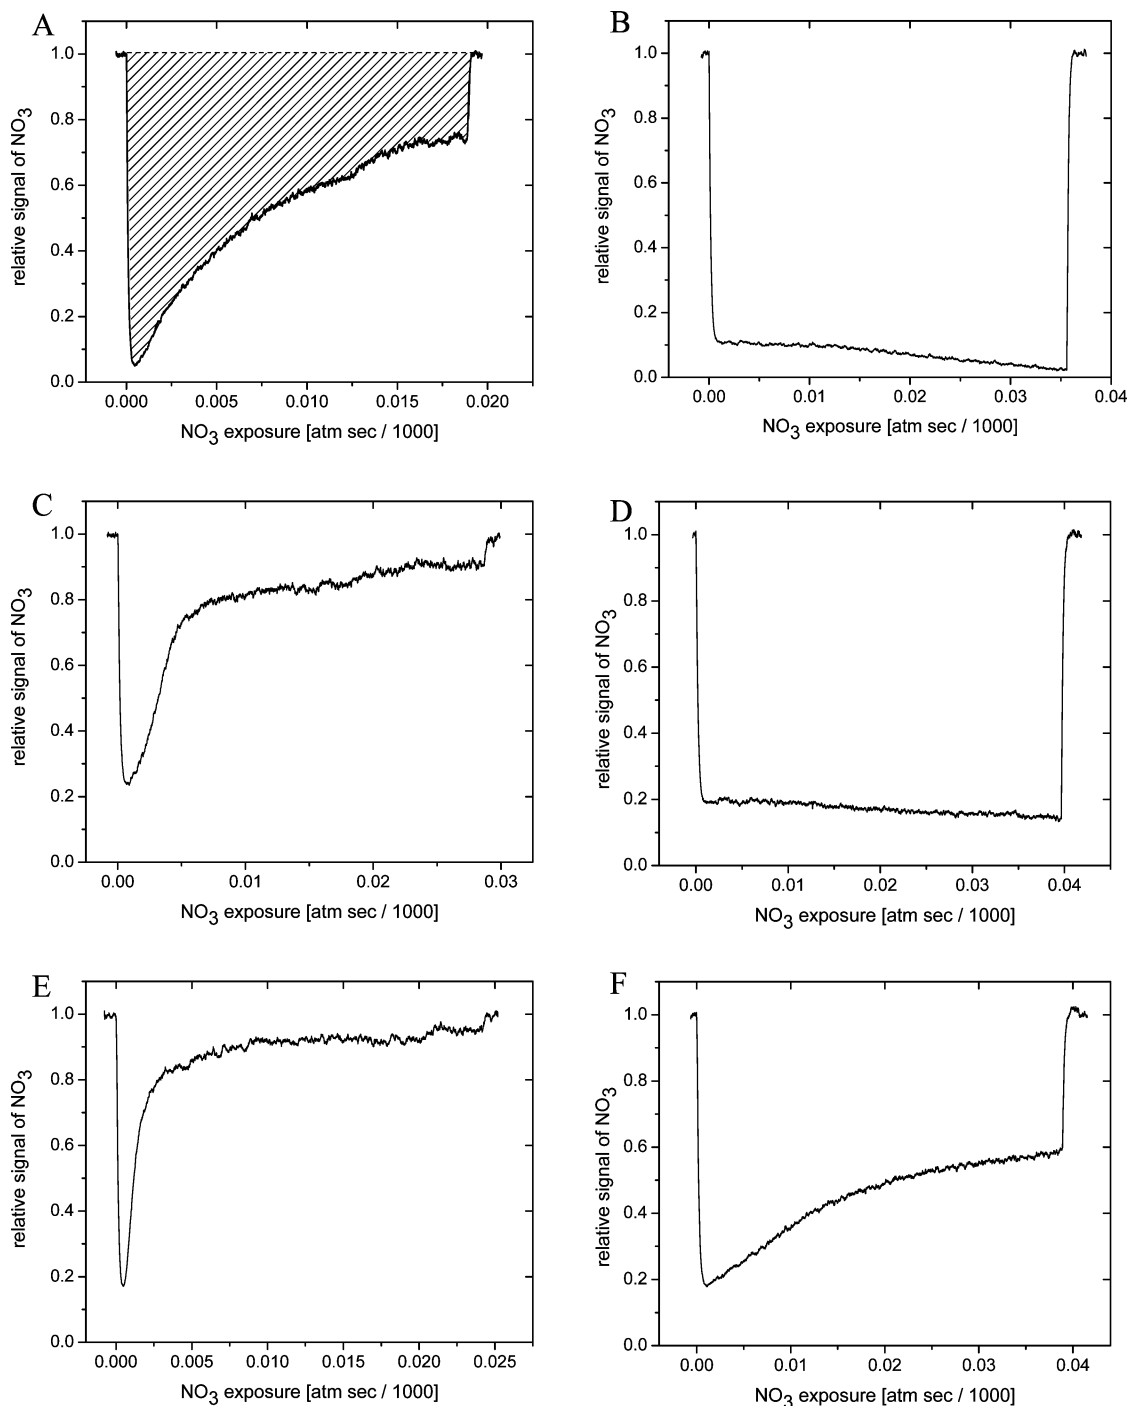 A
1.0
0.8
0.6
0.4
0.2
0.0
relative signal of NO3
0.000 0.005 0.010 0.015 0.020
NO3 exposure [atm sec / 1000]
B
1.0
0.8
0.6
0.4
0.2
0.0
relative signal of NO3
0.00 0.01 0.02 0.03 0.04
NO3 exposure [atm sec / 1000]
C
1.0
0.8
0.6
0.4
0.2
0.0
relative signal of NO3
0.00 0.01 0.02 0.03
NO3 exposure [atm sec / 1000]
D
1.0
0.8
0.6
0.4
0.2
0.0
relative signal of NO3
0.00 0.01 0.02 0.03 0.04
NO3 exposure [atm sec / 1000]
E
1.0
0.8
0.6
0.4
0.2
0.0
relative signal of NO3
0.000 0.005 0.010 0.015 0.020 0.025
NO3 exposure [atm sec / 1000]
F
1.0
0.8
0.6
0.4
0.2
0.0
relative signal of NO3
0.00 0.01 0.02 0.03 0.04
NO3 exposure [atm sec / 1000]